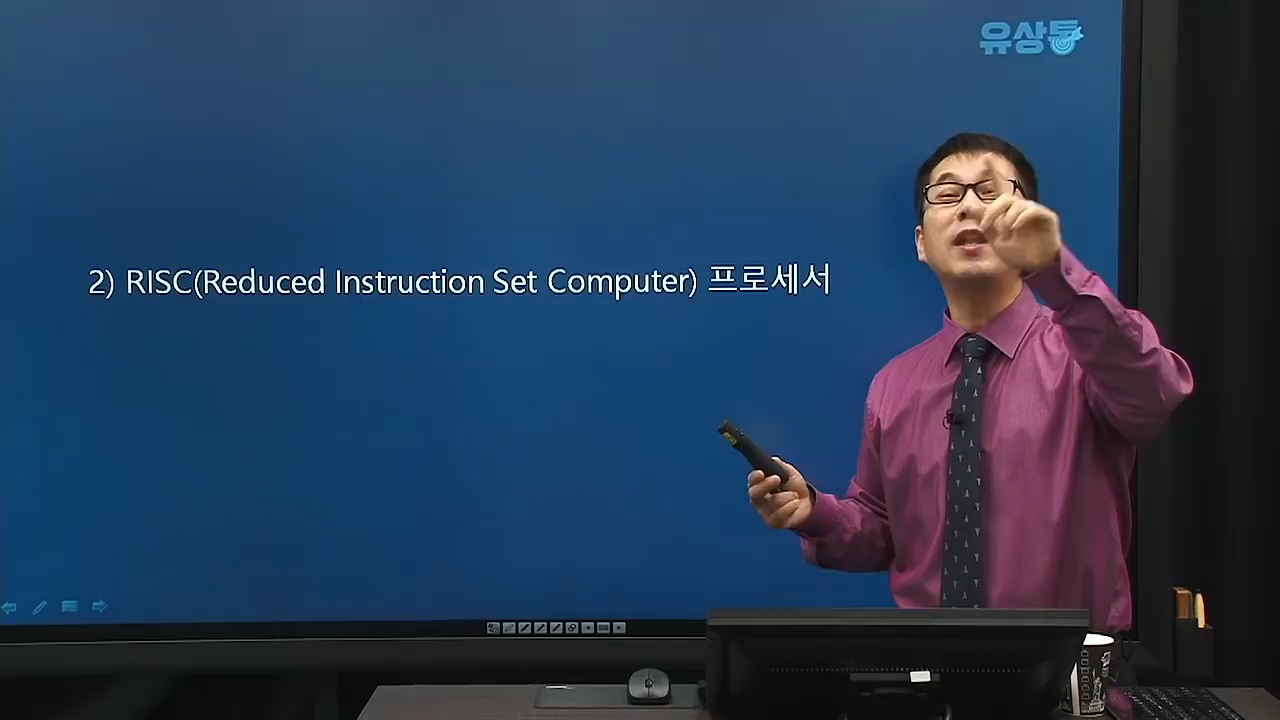 유상통
2) RISC(Reduced Instruction Set Computer) 프로세서